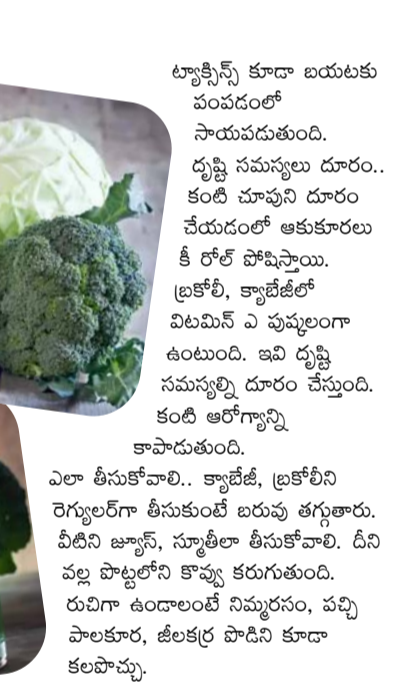 ట్యాక్సిన్స్ కూడా బయటకు
పంపడంలో
సాయపడుతుంది.
దృష్టి సమస్యలు దూరం..
కంటి చూపుని దూరం
చేయడంలో ఆకుకూరలు
కీ రోల్ పోషిస్తాయి.
బ్రకోలీ, క్యాబేజీలో
విటమిన్ ఎ పుష్కలంగా
ఉంటుంది. ఇవి దృష్టి
సమస్యల్ని దూరం చేస్తుంది.
కంటి ఆరోగ్యాన్ని
కాపాడుతుంది.
ఎలా తీసుకోవాలి.. క్యాబేజీ, బ్రకోలీని
రెగ్యులర్‌గా తీసుకుంటే బరువు తగ్గుతారు.
వీటిని జ్యూస్, స్మూతీలా తీసుకోవాలి. దీని
వల్ల పొట్టలోని కొవ్వు కరుగుతుంది.
రుచిగా ఉండాలంటే నిమ్మరసం, పచ్చి
పాలకూర, జీలకర్ర పొడిని కూడా
కలపొచ్చు.